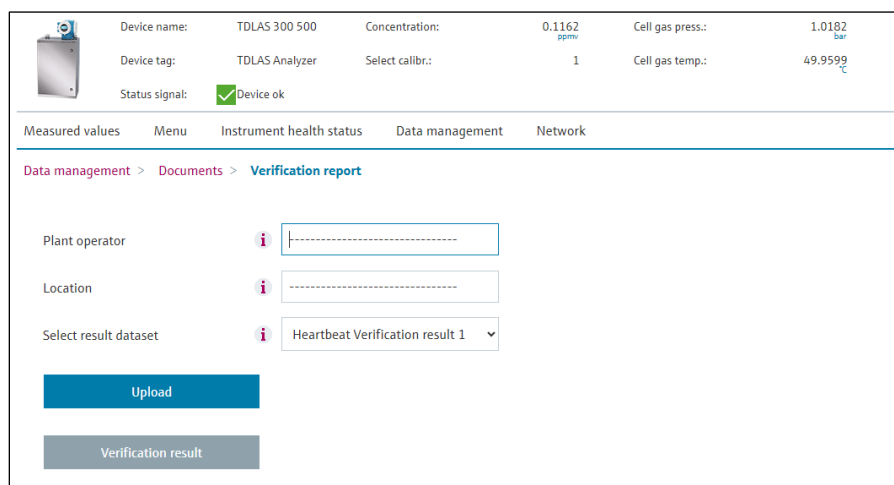 Device name: TDLAS 300 500 Concentration: 0.1162 ppmv Cell gas press.: 1.0182 bar
Device tag: TDLAS Analyzer Select calibr.: 1 Cell gas temp.: 49.9599 °C
Status signal: Device ok
Measured values Menu Instrument health status Data management Network
Data management > Documents > Verification report
Plant operator i --------------------------------
Location i --------------------------------
Select result dataset i Heartbeat Verification result 1
Upload
Verification result